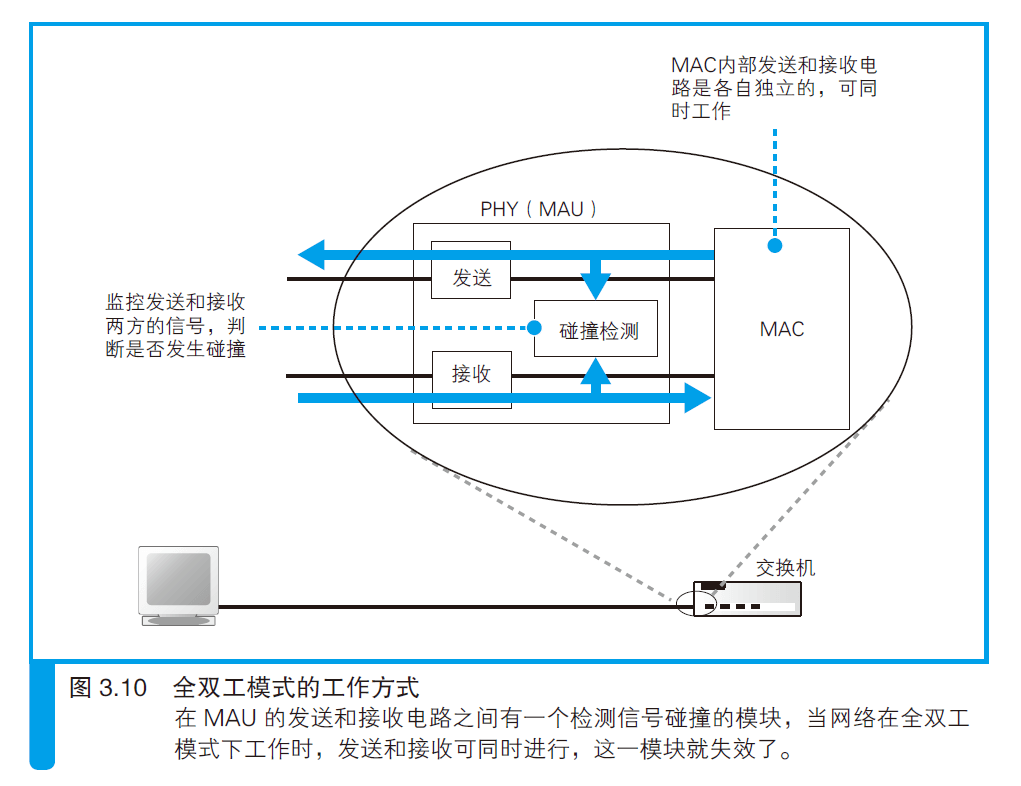 MAC内部发送和接收电
路是各自独立的，可同
时工作
PHY（MAU）
发送
监控发送和接收
两方的信号，判
断是否发生碰撞
碰撞检测
MAC
接收
交换机
图 3.10 全双工模式的工作方式
在 MAU 的发送和接收电路之间有一个检测信号碰撞的模块，当网络在全双工
模式下工作时，发送和接收可同时进行，这一模块就失效了。